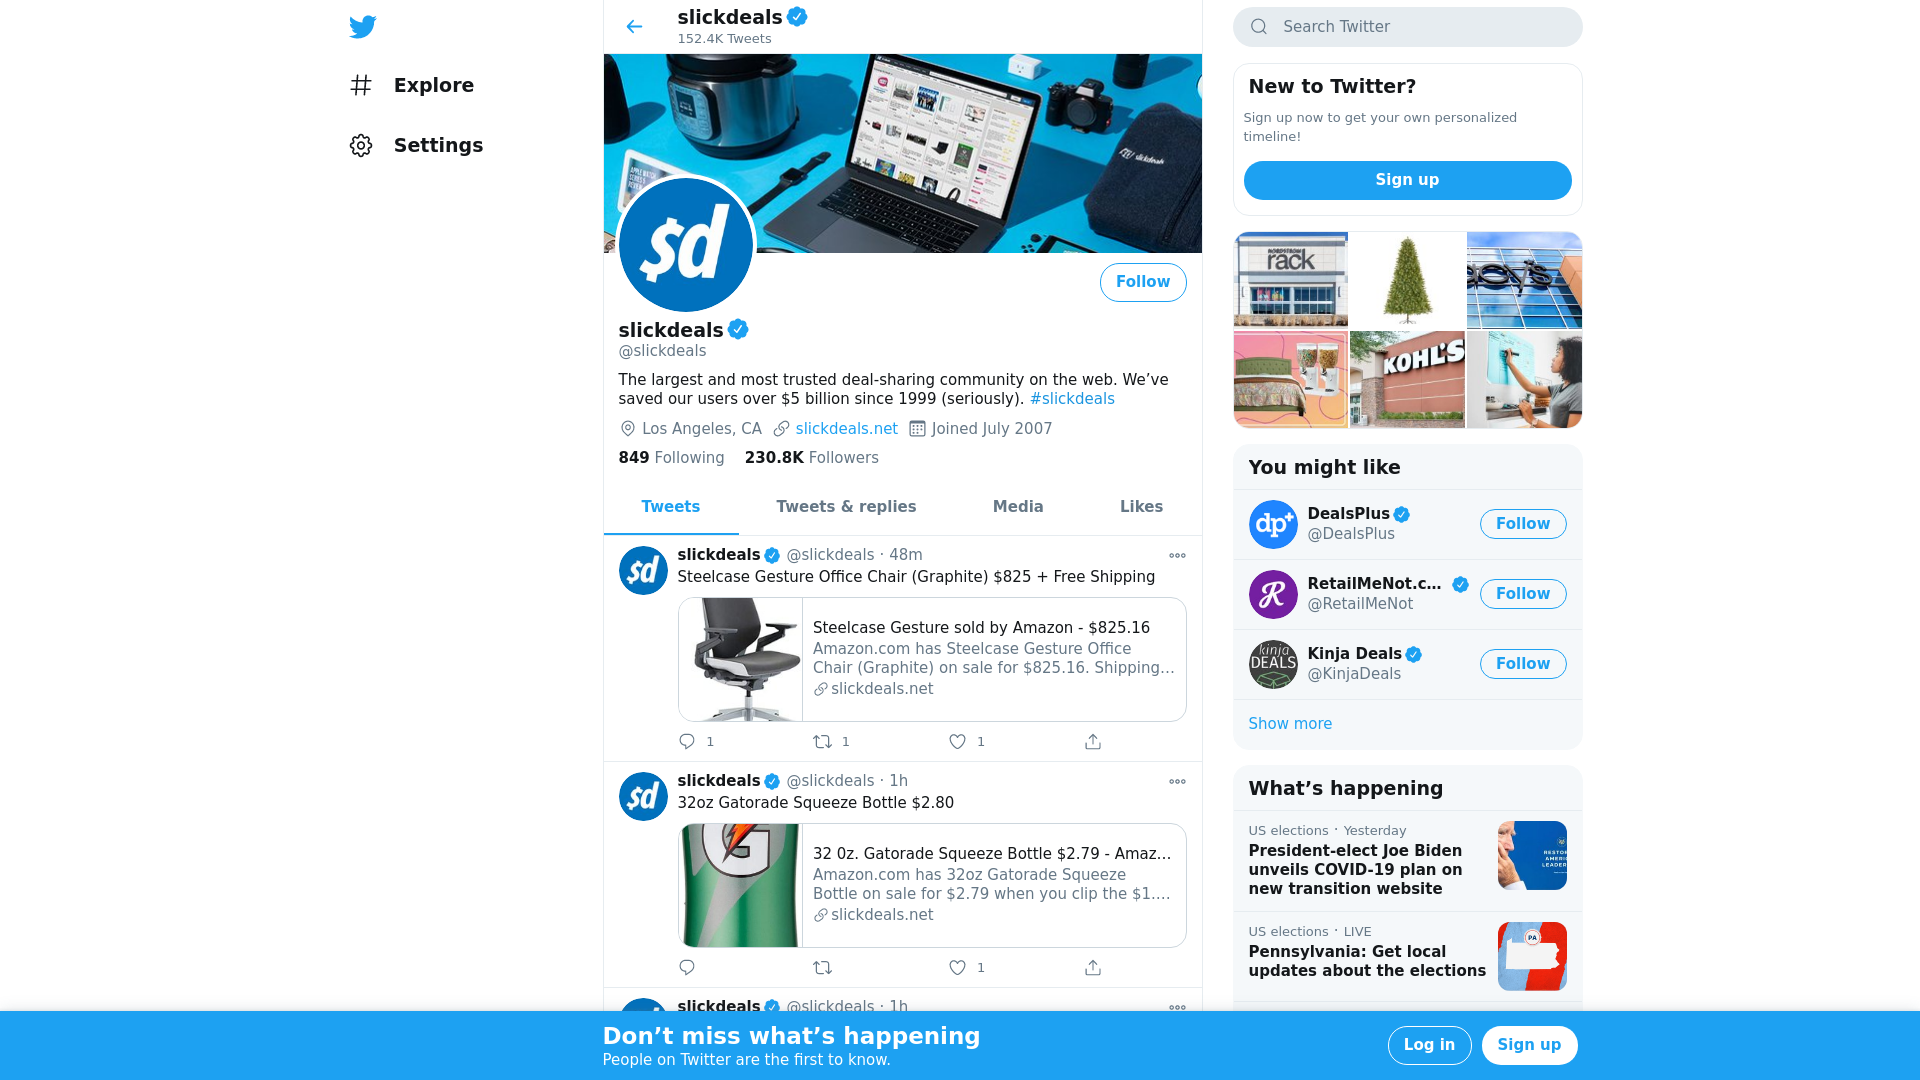 slickdeals
152.4K Tweets
Explore
Settings
slickdeals
$d
Follow
slickdeals
@slickdeals
The largest and most trusted deal-sharing community on the web. We’ve
saved our users over $5 billion since 1999 (seriously). #slickdeals
Los Angeles, CA slickdeals.net Joined July 2007
849 Following 230.8K Followers
Tweets Tweets & replies Media Likes
$d
slickdeals @slickdeals · 48m
Steelcase Gesture Office Chair (Graphite) $825 + Free Shipping
Steelcase Gesture sold by Amazon - $825.16
Amazon.com has Steelcase Gesture Office
Chair (Graphite) on sale for $825.16. Shipping…
slickdeals.net
1 1 1
$d
slickdeals @slickdeals · 1h
32oz Gatorade Squeeze Bottle $2.80
G
32 0z. Gatorade Squeeze Bottle $2.79 - Amaz…
Amazon.com has 32oz Gatorade Squeeze
Bottle on sale for $2.79 when you clip the $1.…
slickdeals.net
1
slickdeals @slickdeals · 1h
Search Twitter
New to Twitter?
Sign up now to get your own personalized
timeline!
Sign up
NORDSTROM
rack
KOHL'S
You might like
dp+
DealsPlus
@DealsPlus
Follow
R
RetailMeNot.c…
@RetailMeNot
Follow
kinja
DEALS
Kinja Deals
@KinjaDeals
Follow
Show more
What’s happening
US elections · Yesterday
President-elect Joe Biden
unveils COVID-19 plan on
new transition website
US elections · LIVE
Pennsylvania: Get local
updates about the elections
PA
Don’t miss what’s happening
People on Twitter are the first to know.
Log in
Sign up